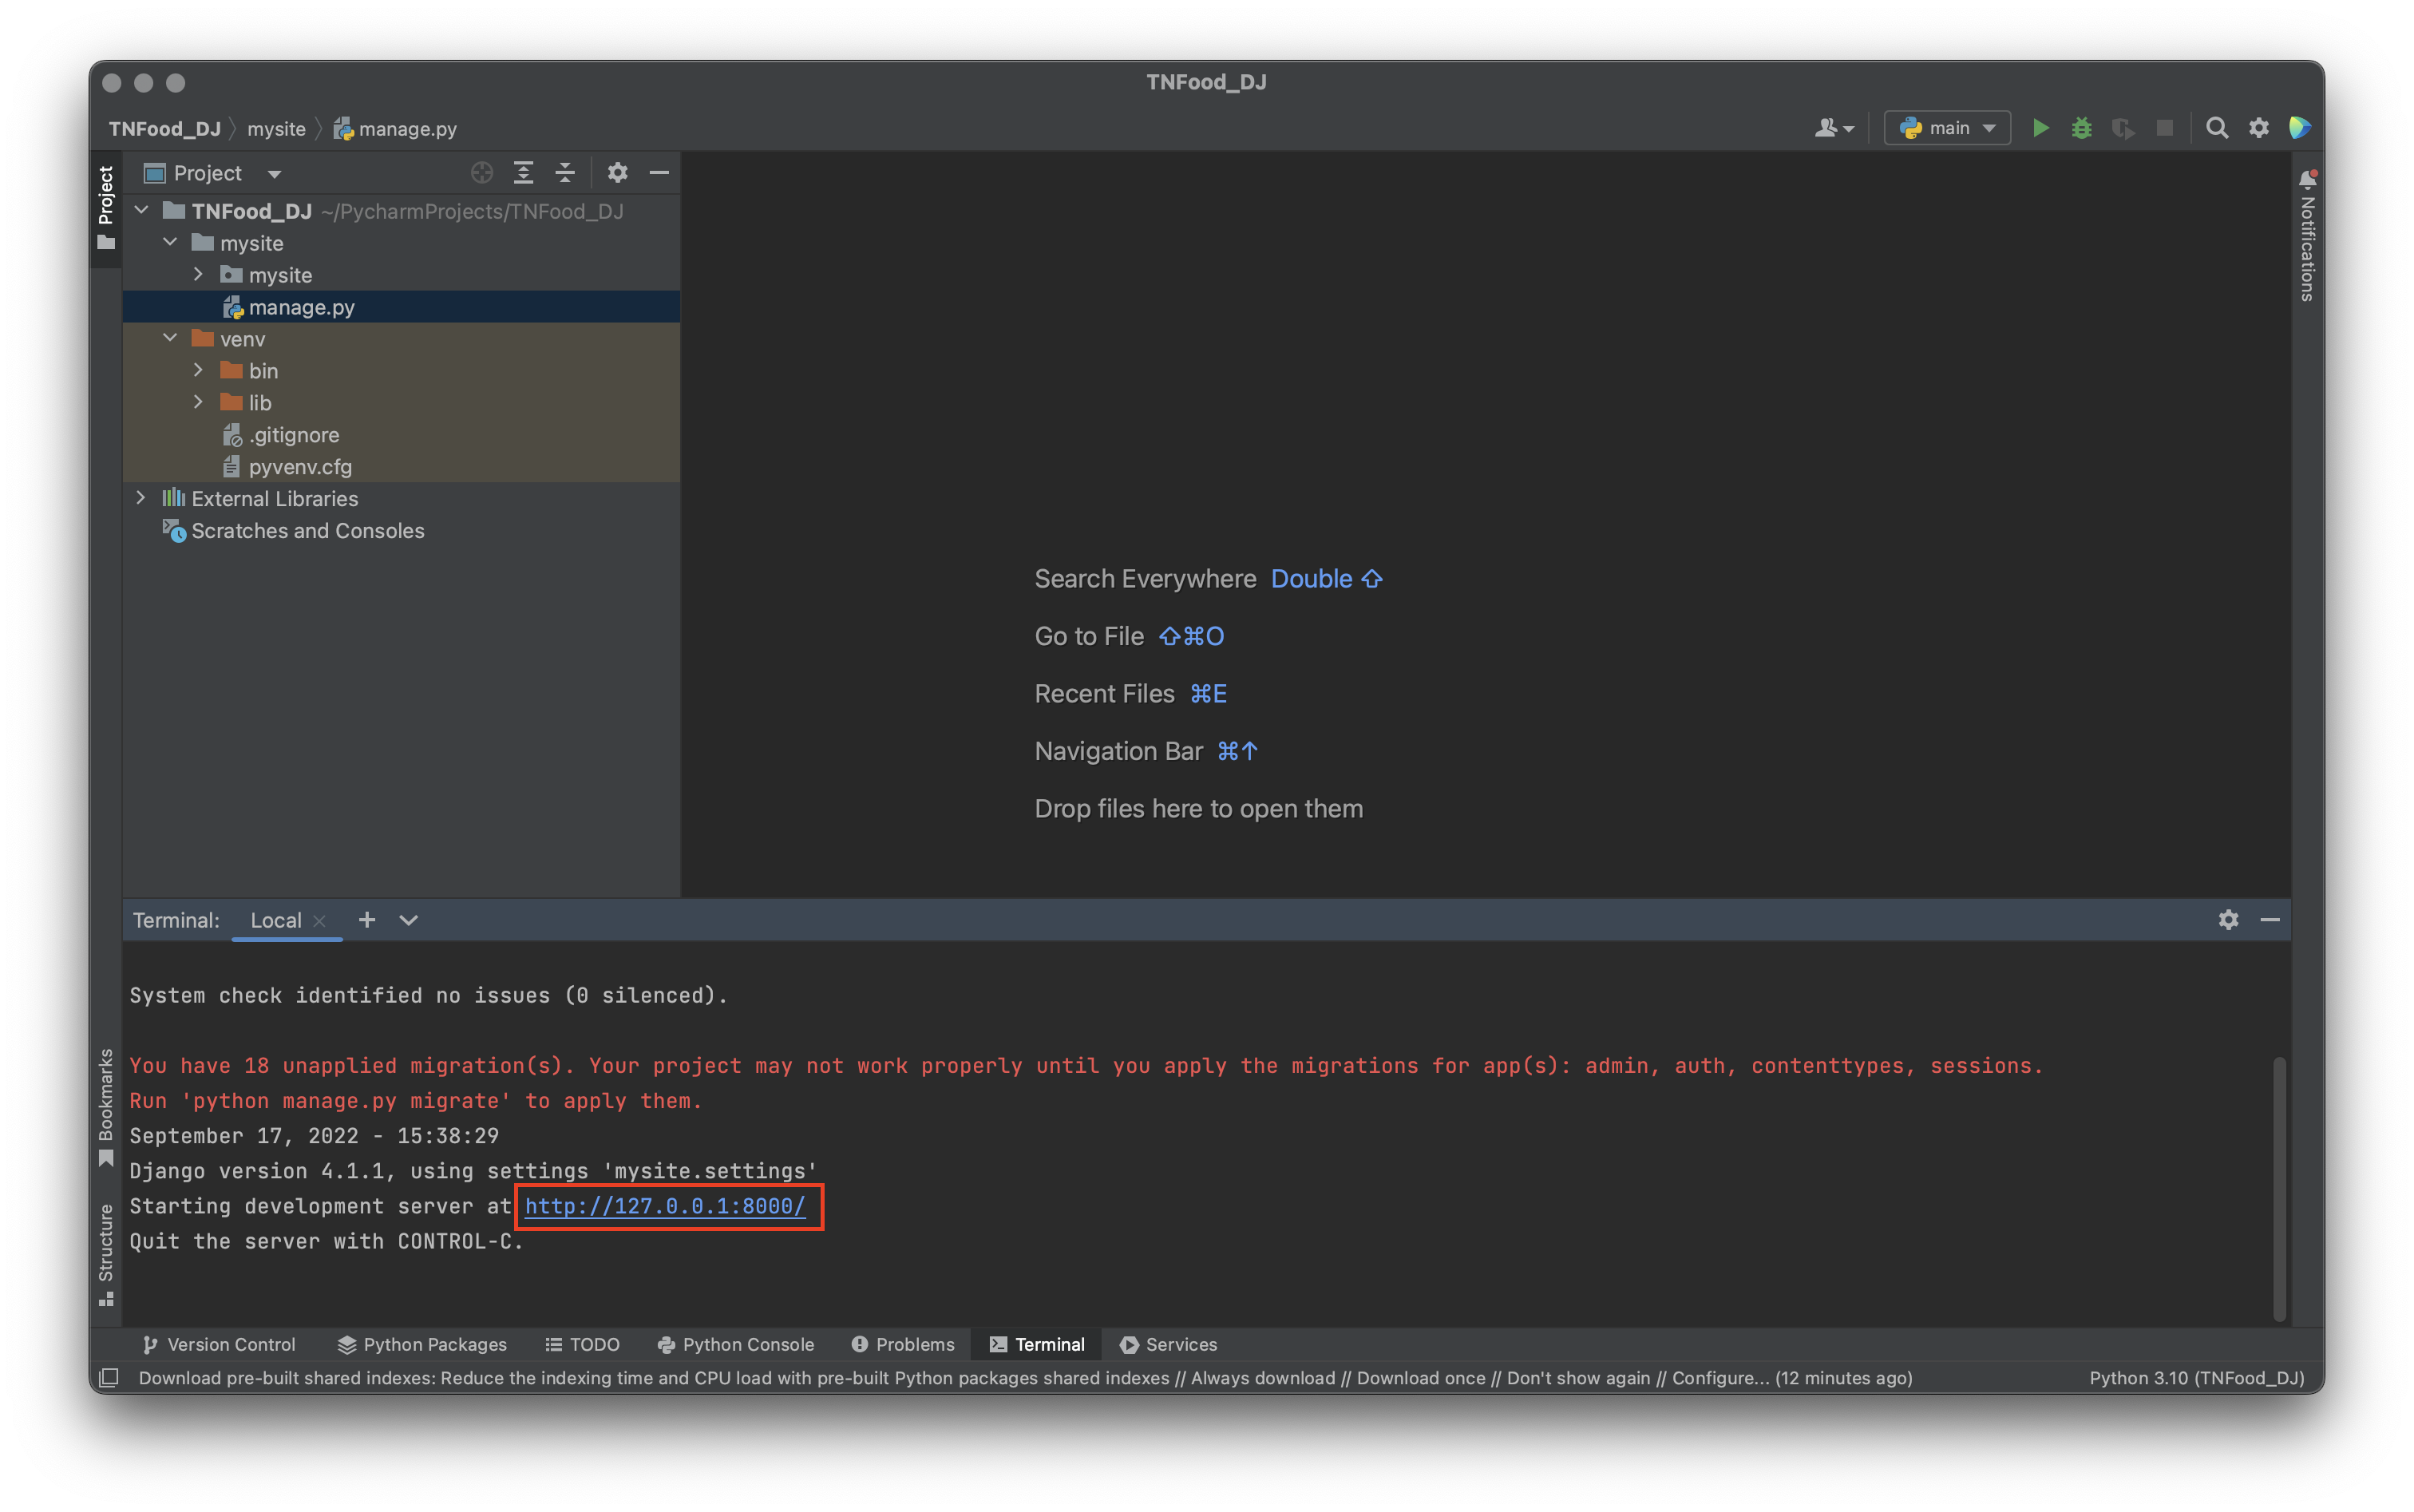 TNFood_DJ
TNFood_DJ mysite manage.py
main
Project
Project
TNFood_DJ ~/PycharmProjects/TNFood_DJ
mysite
mysite
manage.py
venv
bin
lib
.gitignore
pyvenv.cfg
External Libraries
Scratches and Consoles
Notifications
Search Everywhere Double ⇧
Go to File ⇧⌘O
Recent Files ⌘E
Navigation Bar ⌘↑
Drop files here to open them
Terminal: Local
System check identified no issues (0 silenced).
You have 18 unapplied migration(s). Your project may not work properly until you apply the migrations for app(s): admin, auth, contenttypes, sessions.
Run 'python manage.py migrate' to apply them.
September 17, 2022 - 15:38:29
Django version 4.1.1, using settings 'mysite.settings'
Starting development server at http://127.0.0.1:8000/
Quit the server with CONTROL-C.
Bookmarks
Structure
Version Control Python Packages TODO Python Console Problems Terminal Services
Download pre-built shared indexes: Reduce the indexing time and CPU load with pre-built Python packages shared indexes // Always download // Download once // Don't show again // Configure... (12 minutes ago) Python 3.10 (TNFood_DJ)